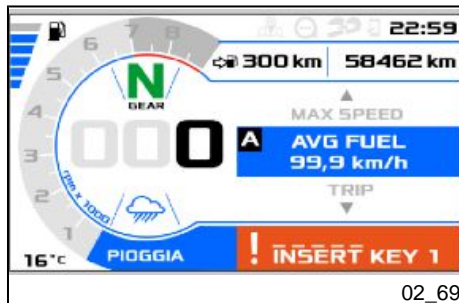 22:59
8
7
6
5
4
3
2
1
rpm x 1000
N
GEAR
300 km
58462 km
MAX SPEED
000
A
AVG FUEL
99,9 km/h
TRIP
16°C
PIOGGIA
! INSERT KEY 1
02_69